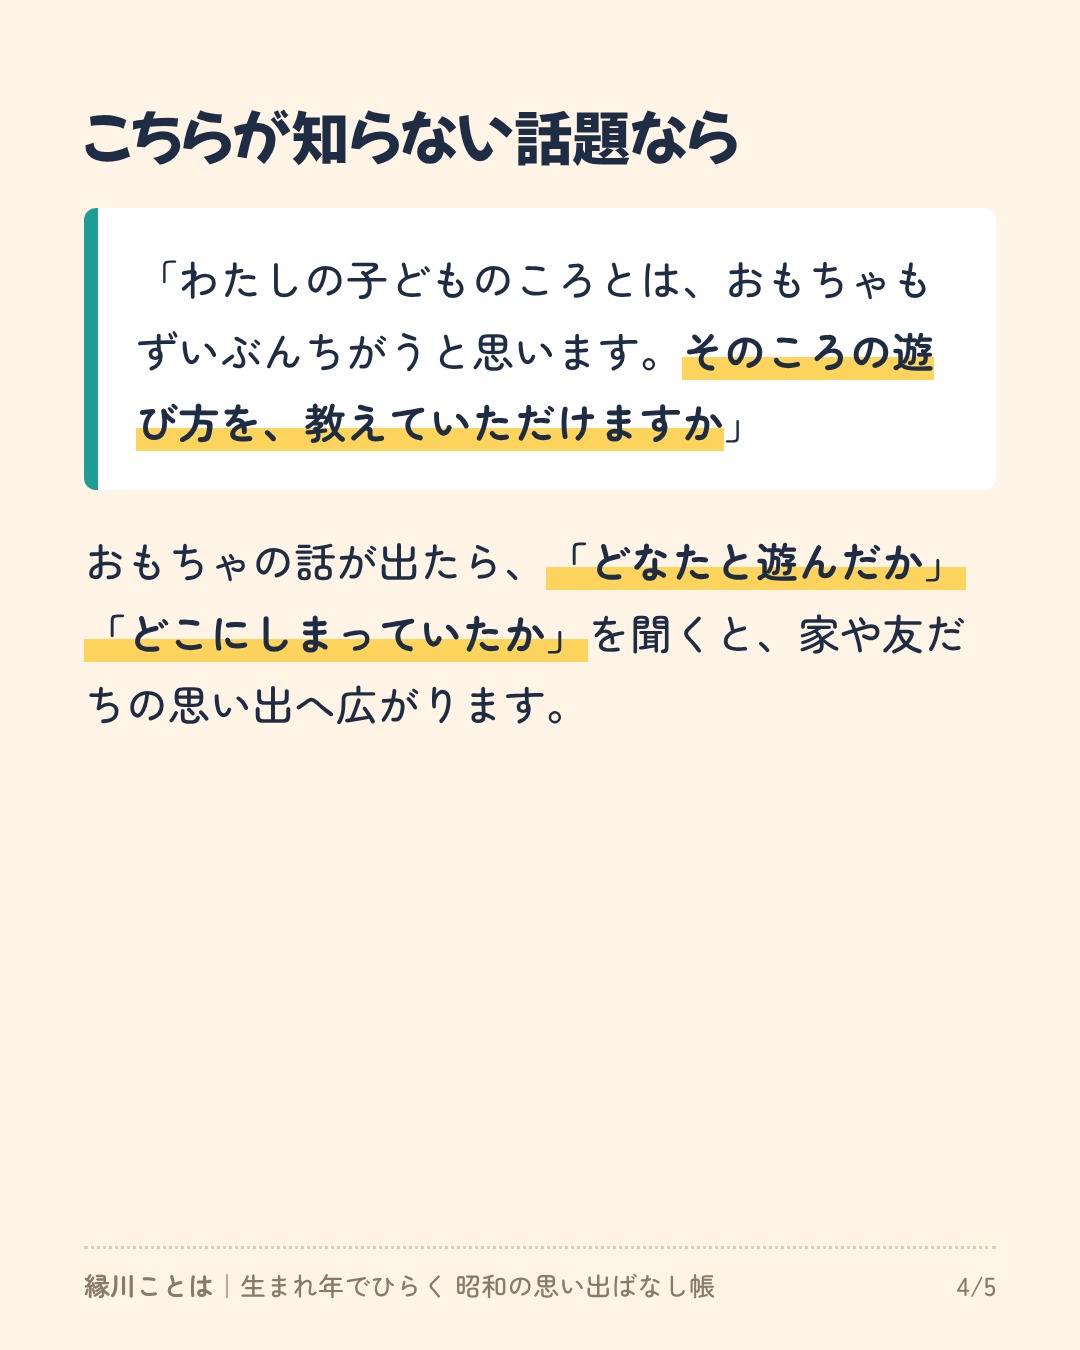 こちらが知らない話題なら
「わたしの子どものころとは、おもちゃも
ずいぶんちがうと思います。そのころの遊
び方を、教えていただけますか」
おもちゃの話が出たら、「どなたと遊んだか」
「どこにしまっていたか」を聞くと、家や友だ
ちの思い出へ広がります。
縁川ことは｜生まれ年でひらく 昭和の思い出ばなし帳
4/5